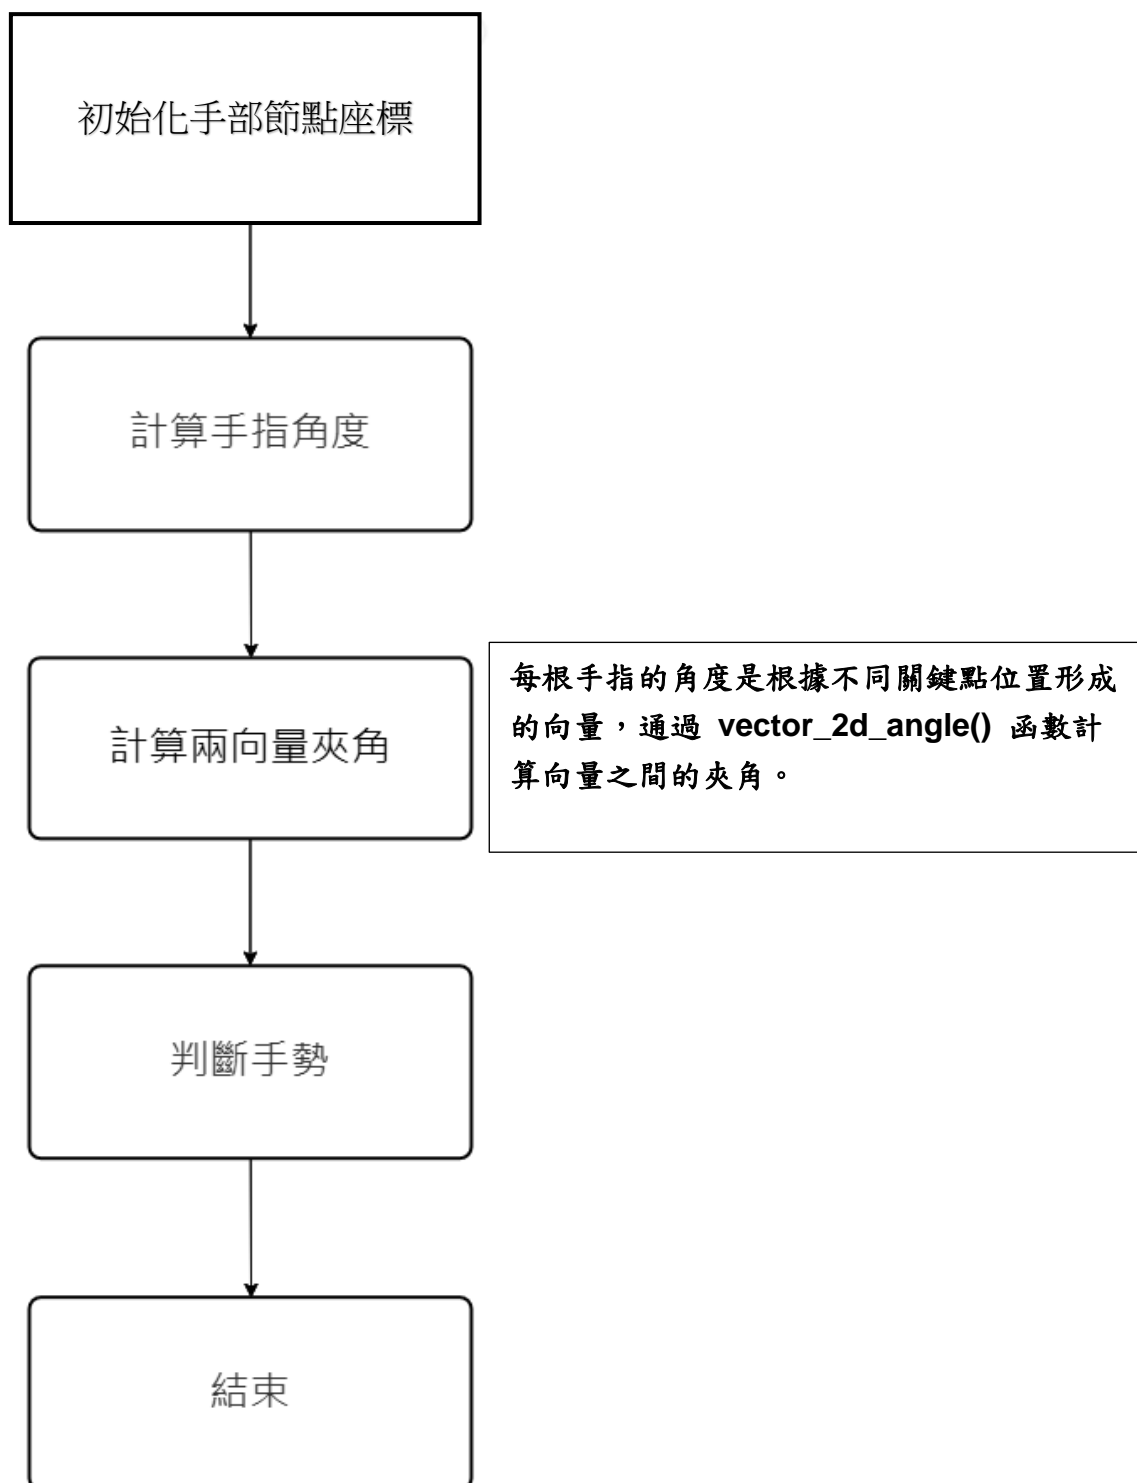 初始化手部節點座標
計算手指角度
計算兩向量夾角
每根手指的角度是根據不同關鍵點位置形成
的向量，通過 vector_2d_angle() 函數計
算向量之間的夾角。
判斷手勢
結束